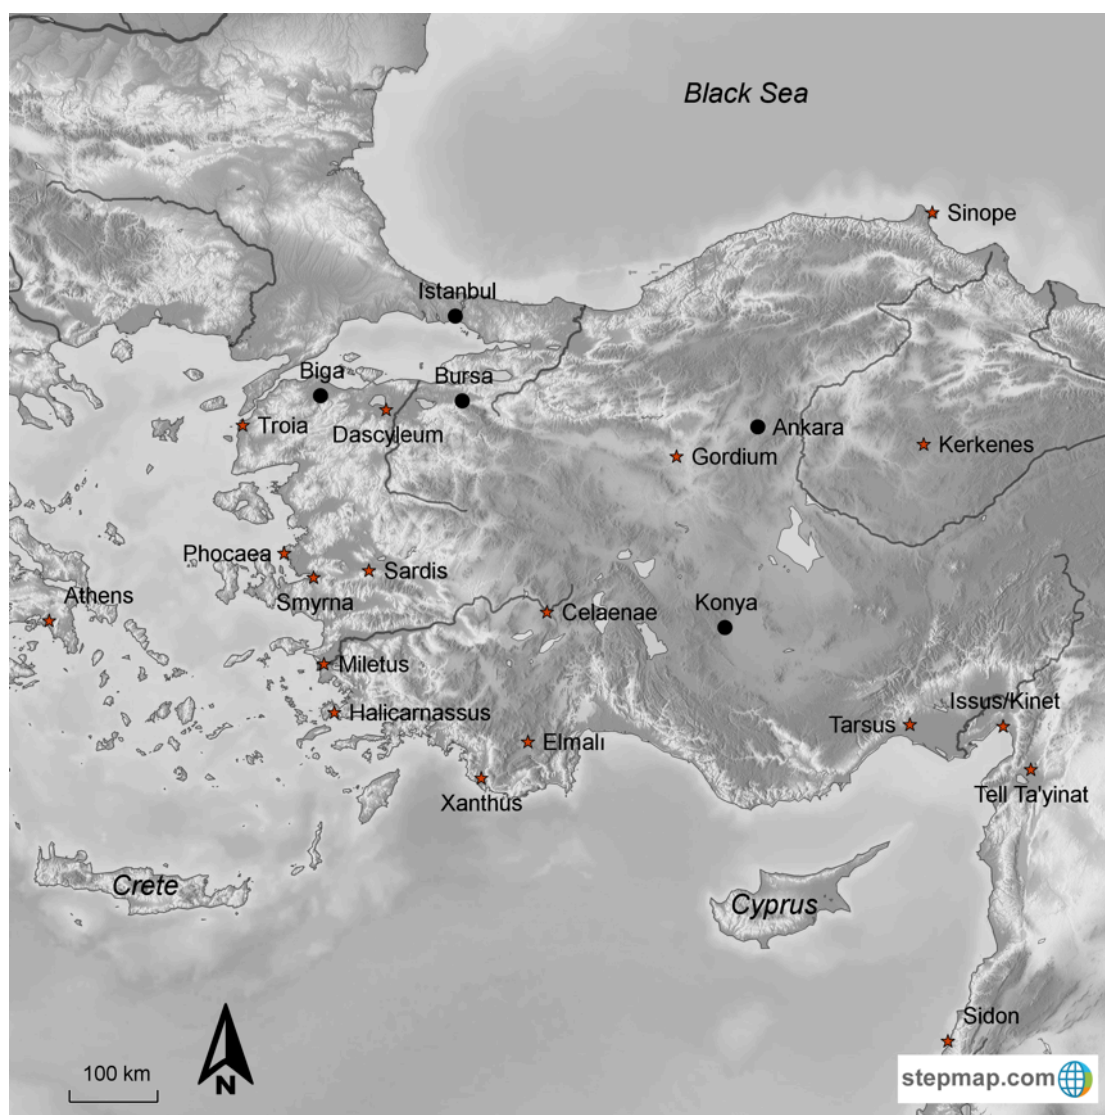 Black Sea
Sinope
Istanbul
Biga
Bursa
Troia
Dascyleum
Ankara
Gordium
Kerkenes
Phocaea
Sardis
Smyrna
Athens
Celaenae
Konya
Miletus
Halicarnassus
Issus/Kinet
Tarsus
Elmalı
Xanthus
Tell Ta'yinat
Crete
Cyprus
Sidon
100 km
N
stepmap.com